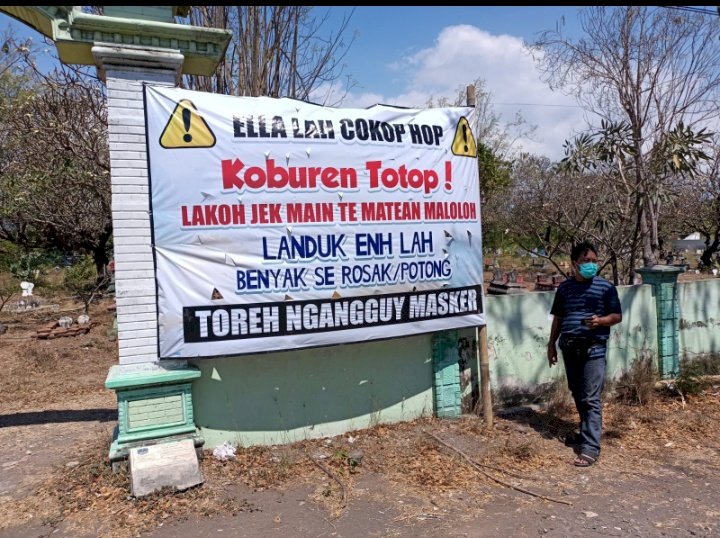 ELLA LAH COKOP HOP
Koburen Totop !
LAKOH JEK MAIN TE MATEAN MALOLOH
LANDUK ENH LAH
BENYAK SE ROSAK/POTONG
TOREH NGANGGUY MASKER